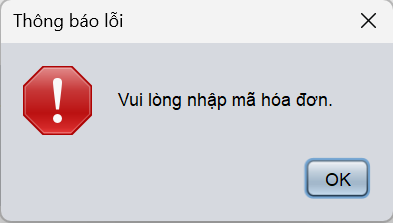 Thông báo lỗi
Vui lòng nhập mã hóa đơn.
OK